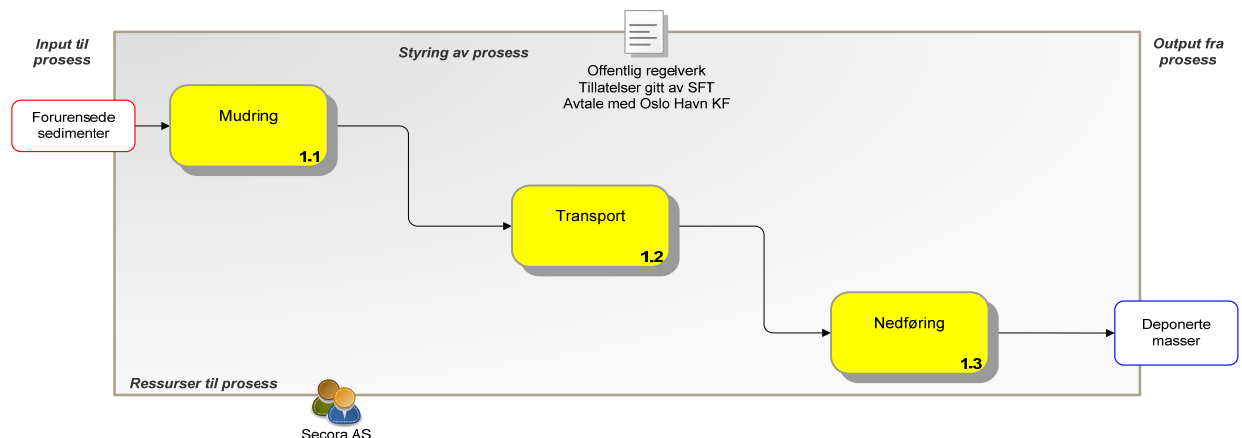 Input til
prosess
Styring av prosess
Output fra
prosess
Offentlig regelverk
Tillatelser gitt av SFT
Avtale med Oslo Havn KF
Forurensede
sedimenter
Mudring
1.1
Transport
1.2
Nedføring
1.3
Deponerte
masser
Ressurser til prosess
Secora AS